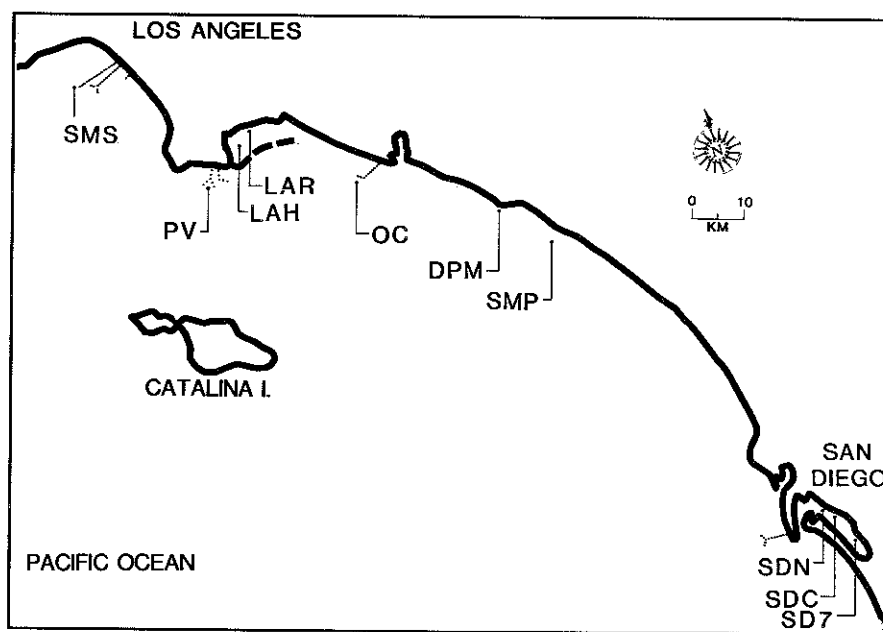 LOS ANGELES
SMS
LAR
LAH
PV
OC
DPM
SMP
N
0 10
KM
CATALINA I.
SAN
DIEGO
PACIFIC OCEAN
SDN
SDC
SD7